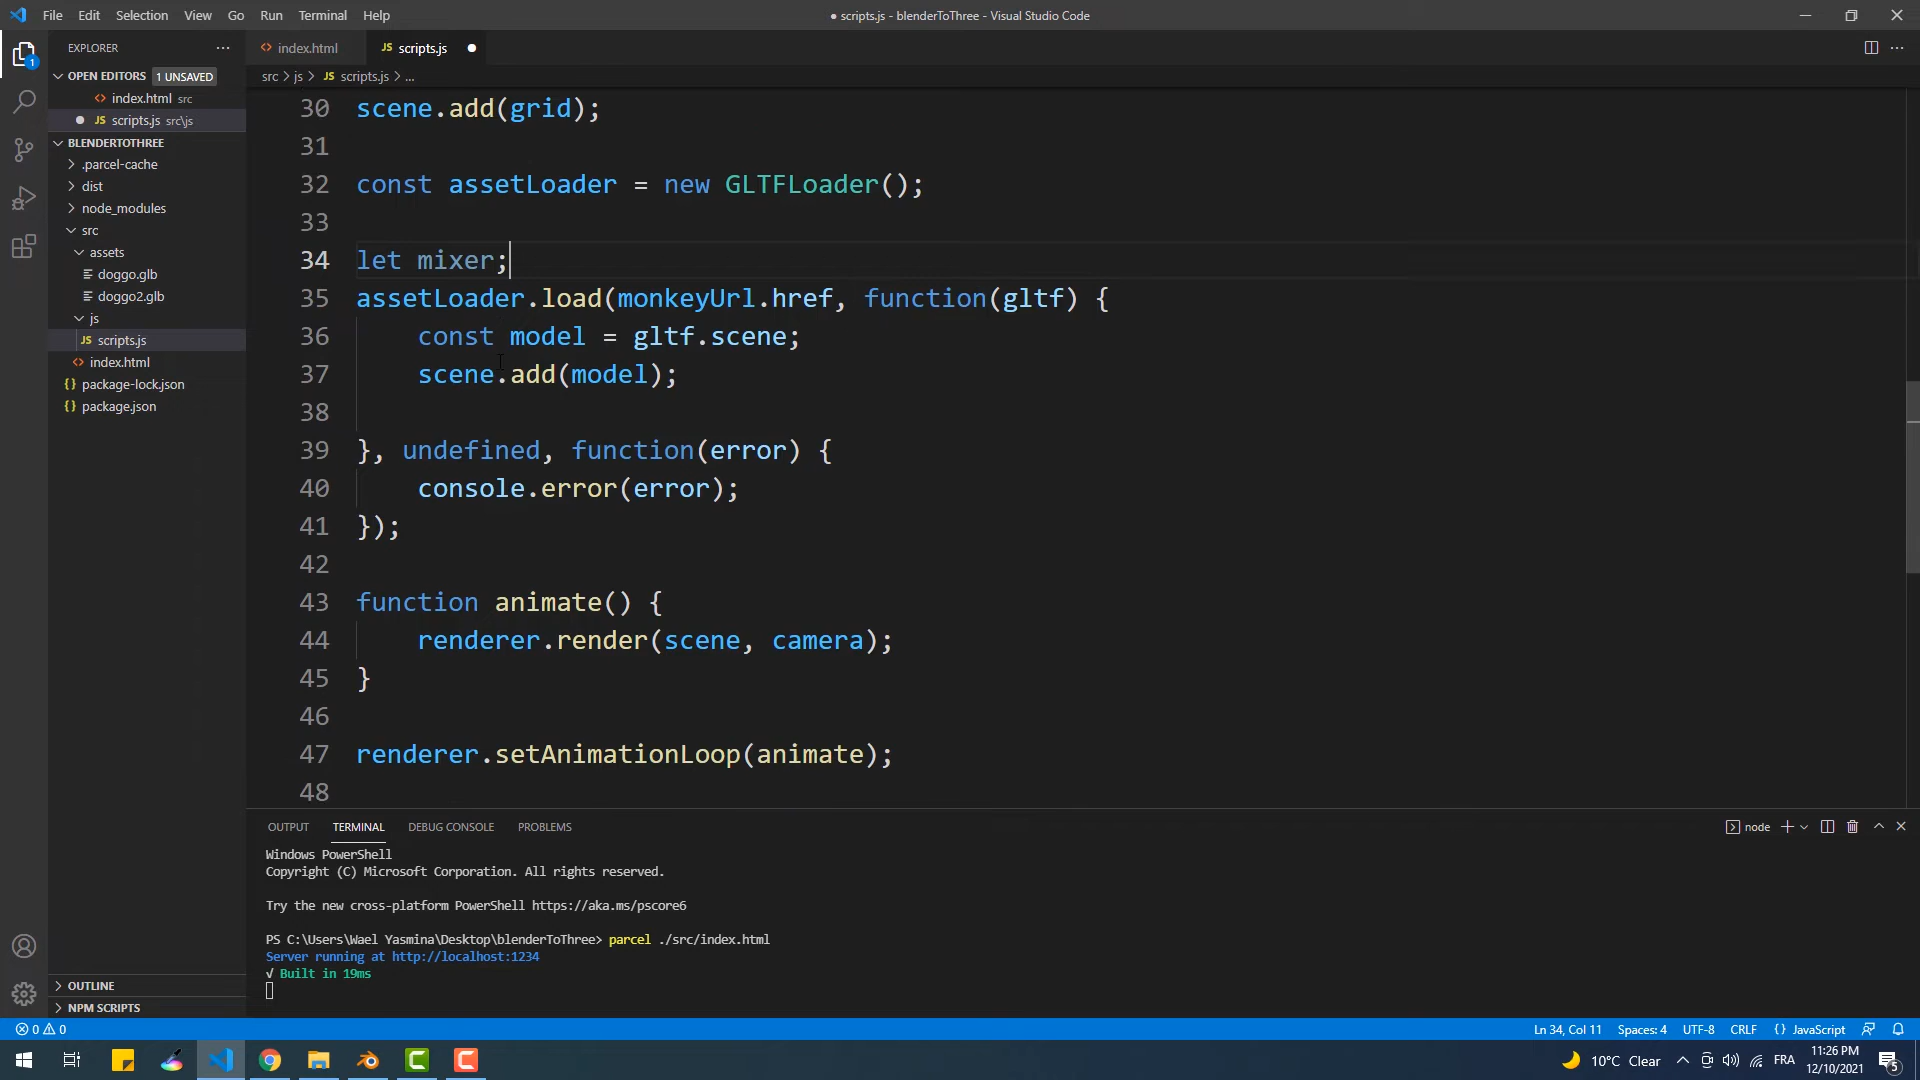 File Edit Selection View Go Run Terminal Help
● scripts.js - blenderToThree - Visual Studio Code
EXPLORER
OPEN EDITORS 1 UNSAVED
index.html src
JS scripts.js src\js
BLENDERTOTHREE
.parcel-cache
dist
node_modules
src
assets
doggo.glb
doggo2.glb
js
JS scripts.js
index.html
{} package-lock.json
{} package.json
OUTLINE
NPM SCRIPTS
1
index.html JS scripts.js
src > js > JS scripts.js > ...
30 scene.add(grid);
31
32 const assetLoader = new GLTFLoader();
33
34 let mixer;
35 assetLoader.load(monkeyUrl.href, function(gltf) {
36 const model = gltf.scene;
37 scene.add(model);
38
39 }, undefined, function(error) {
40 console.error(error);
41 });
42
43 function animate() {
44 renderer.render(scene, camera);
45 }
46
47 renderer.setAnimationLoop(animate);
48
OUTPUT TERMINAL DEBUG CONSOLE PROBLEMS
node
Windows PowerShell
Copyright (C) Microsoft Corporation. All rights reserved.
Try the new cross-platform PowerShell https://aka.ms/pscore6
PS C:\Users\Wael Yasmina\Desktop\blenderToThree> parcel ./src/index.html
Server running at http://localhost:1234
√ Built in 19ms
0 0
Ln 34, Col 11 Spaces: 4 UTF-8 CRLF {} JavaScript
10°C Clear
FRA
11:26 PM
12/10/2021
5